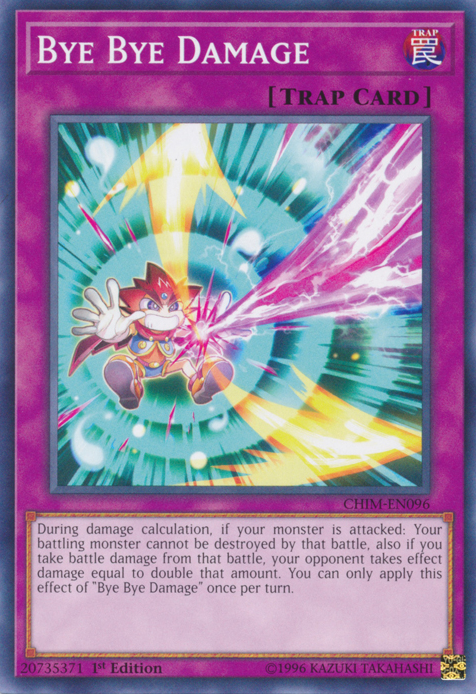 BYE BYE DAMAGE
TRAP
罠
[TRAP CARD]
N
CHIM-EN096
During damage calculation, if your monster is attacked: Your
battling monster cannot be destroyed by that battle, also if you
take battle damage from that battle, your opponent takes effect
damage equal to double that amount. You can only apply this
effect of "Bye Bye Damage" once per turn.
20735371 1st Edition ©1996 KAZUKI TAKAHASHI